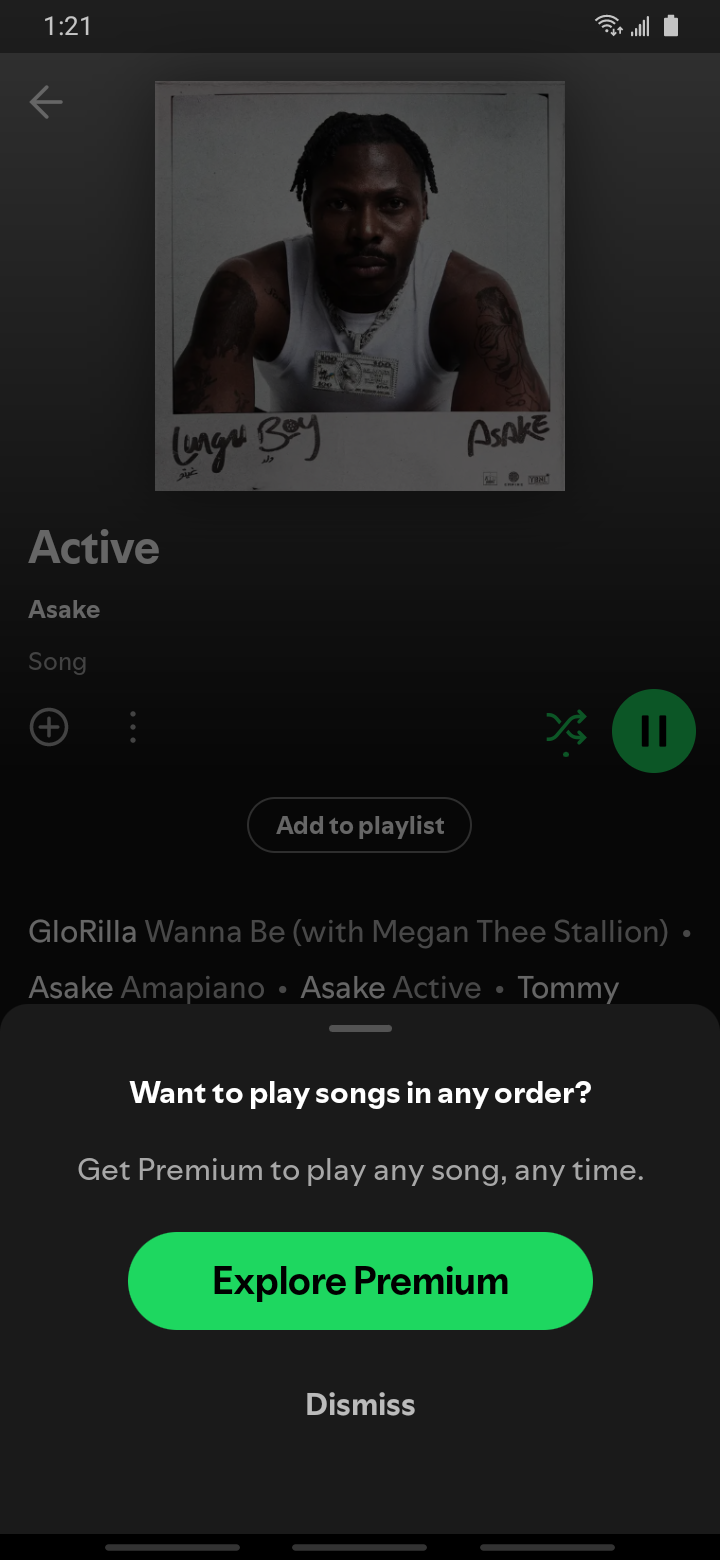 1:21
Lungu Boy
AsAkE
Active
Asake
Song
Add to playlist
GloRilla Wanna Be (with Megan Thee Stallion) •
Asake Amapiano • Asake Active • Tommy
Want to play songs in any order?
Get Premium to play any song, any time.
Explore Premium
Dismiss